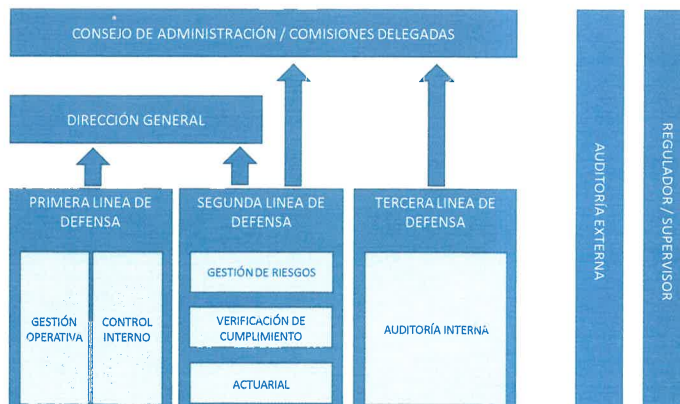 CONSEJO DE ADMINISTRACIÓN / COMISIONES DELEGADAS
DIRECCIÓN GENERAL
PRIMERA LINEA DE
DEFENSA
GESTIÓN
OPERATIVA
CONTROL
INTERNO
SEGUNDA LINEA DE
DEFENSA
GESTIÓN DE RIESGOS
VERIFICACIÓN DE
CUMPLIMIENTO
ACTUARIAL
TERCERA LINEA DE
DEFENSA
AUDITORÍA INTERNA
AUDITORÍA EXTERNA
REGULADOR / SUPERVISOR